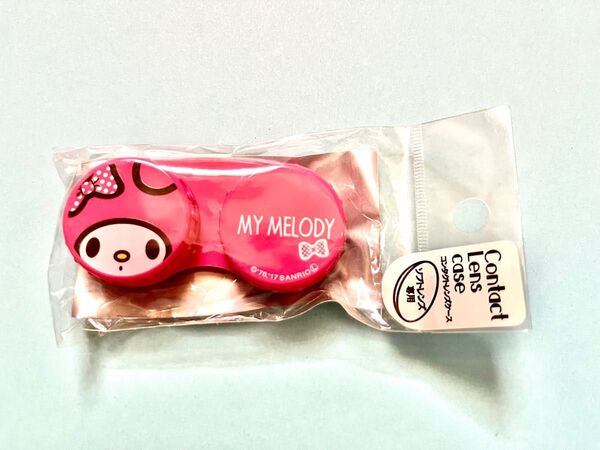 MY MELODY
©'76,'17 SANRIO Ⓛ
Contact
Lens
case
コンタクトレンズケース
ソフトレンズ
専用